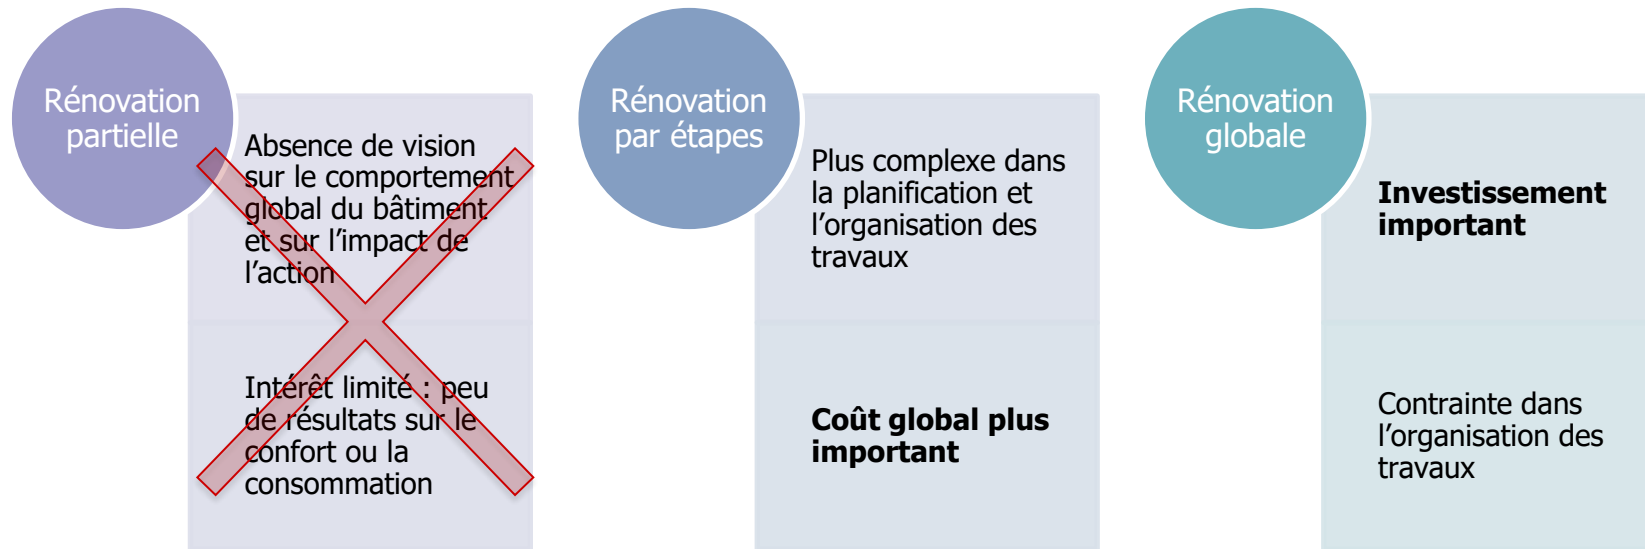 Rénovation
partielle
Absence de vision
sur le comportement
global du bâtiment
et sur l’impact de
l’action
Intérêt limité : peu
de résultats sur le
confort ou la
consommation
Rénovation
par étapes
Plus complexe dans
la planification et
l’organisation des
travaux
Coût global plus
important
Rénovation
globale
Investissement
important
Contrainte dans
l’organisation des
travaux